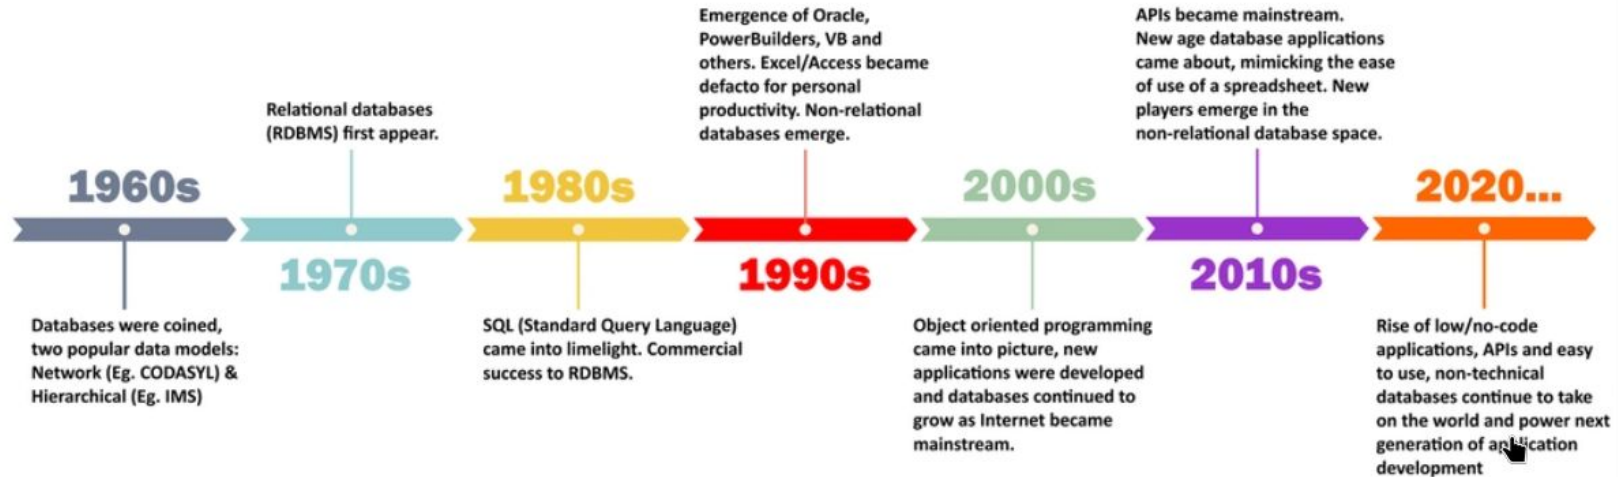 1960s
Databases were coined,
two popular data models:
Network (Eg. CODASYL) &
Hierarchical (Eg. IMS)
Relational databases
(RDBMS) first appear.
1970s
1980s
SQL (Standard Query Language)
came into limelight. Commercial
success to RDBMS.
Emergence of Oracle,
PowerBuilders, VB and
others. Excel/Access became
defacto for personal
productivity. Non-relational
databases emerge.
1990s
2000s
Object oriented programming
came into picture, new
applications were developed
and databases continued to
grow as Internet became
mainstream.
APIs became mainstream.
New age database applications
came about, mimicking the ease
of use of a spreadsheet. New
players emerge in the
non-relational database space.
2010s
2020...
Rise of low/no-code
applications, APIs and easy
to use, non-technical
databases continue to take
on the world and power next
generation of application
development